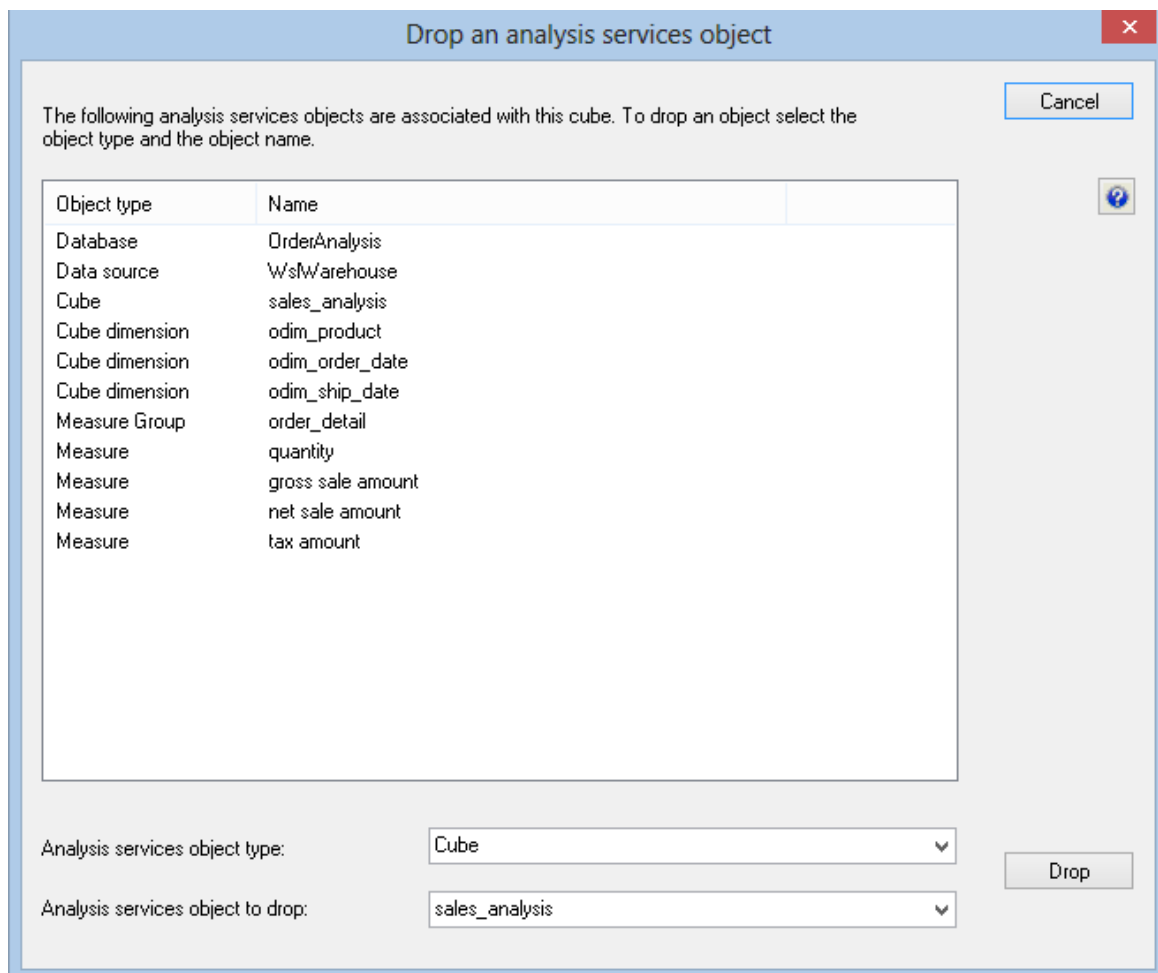 Drop an analysis services object
Cancel
The following analysis services objects are associated with this cube. To drop an object select the
object type and the object name.
Object type Name
Database OrderAnalysis
Data source WslWarehouse
Cube sales_analysis
Cube dimension odim_product
Cube dimension odim_order_date
Cube dimension odim_ship_date
Measure Group order_detail
Measure quantity
Measure gross sale amount
Measure net sale amount
Measure tax amount
Analysis services object type: Cube
Drop
Analysis services object to drop: sales_analysis